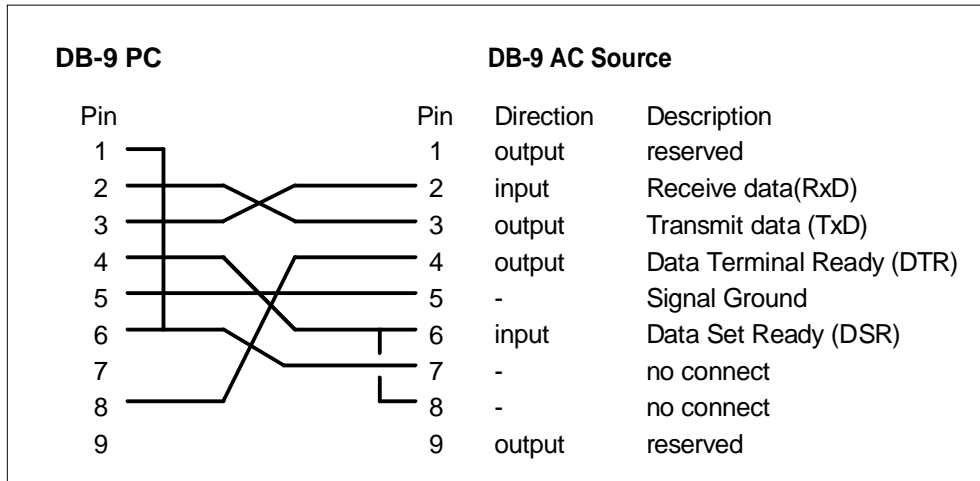 DB-9 PC DB-9 AC Source
Pin Pin Direction Description
1 1 output reserved
2 2 input Receive data(RxD)
3 3 output Transmit data (TxD)
4 4 output Data Terminal Ready (DTR)
5 5 - Signal Ground
6 6 input Data Set Ready (DSR)
7 7 - no connect
8 8 - no connect
9 9 output reserved